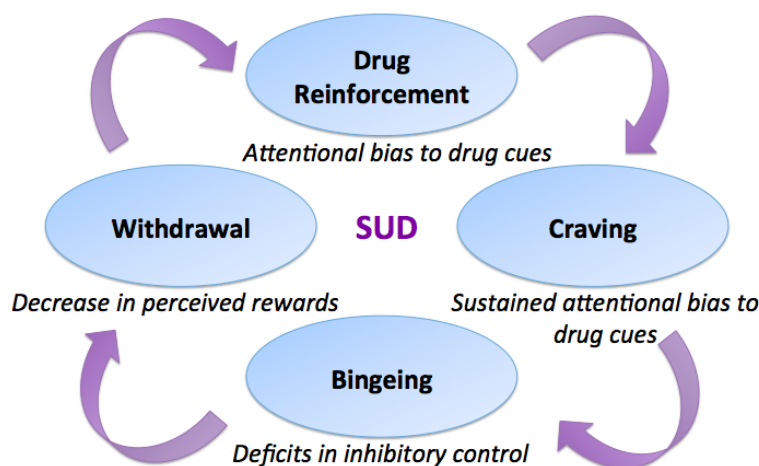 Drug
Reinforcement
Attentional bias to drug cues
Withdrawal
SUD
Craving
Decrease in perceived rewards
Sustained attentional bias to
drug cues
Bingeing
Deficits in inhibitory control